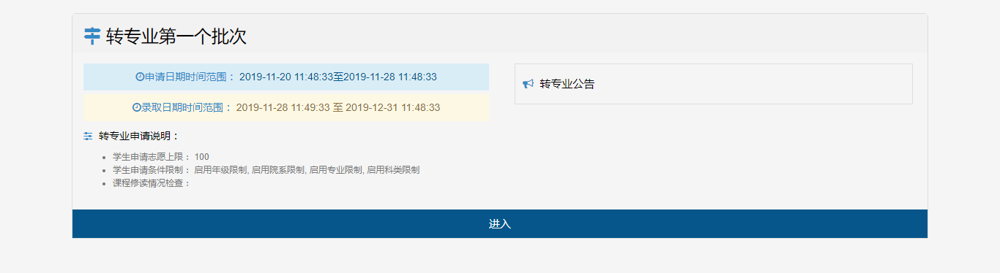 转专业第一个批次
申请日期时间范围： 2019-11-20 11:48:33至2019-11-28 11:48:33
录取日期时间范围： 2019-11-28 11:49:33 至 2019-12-31 11:48:33
转专业申请说明：
学生申请志愿上限： 100
学生申请条件限制： 启用年级限制, 启用院系限制, 启用专业限制, 启用科类限制
课程修读情况检查：
转专业公告
进入